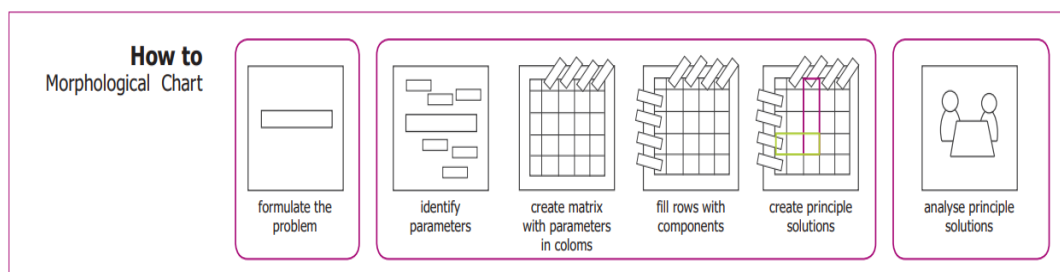 How to
Morphological Chart
formulate the
problem
identify
parameters
create matrix
with parameters
in coloms
fill rows with
components
create principle
solutions
analyse principle
solutions